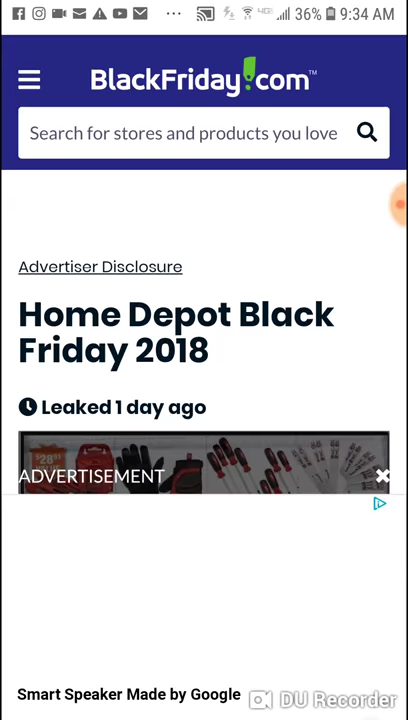 36% 9:34 AM
BlackFriday!com™
Search for stores and products you love
Advertiser Disclosure
Home Depot Black
Friday 2018
Leaked 1 day ago
ADVERTISEMENT
Smart Speaker Made by Google
DU Recorder